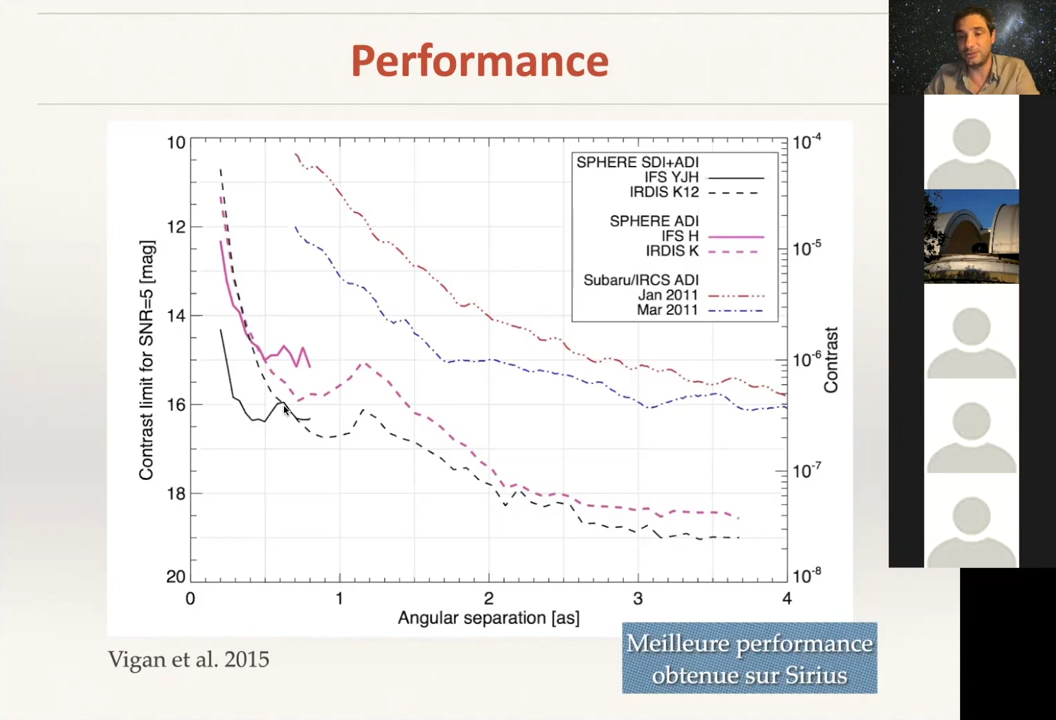 Performance
10
12
14
16
18
20
Contrast limit for SNR=5 [mag]
0
1
2
3
4
Angular separation [as]
10-4
10-5
10-6
10-7
10-8
Contrast
SPHERE SDI+ADI
IFS YJH
IRDIS K12
SPHERE ADI
IFS H
IRDIS K
Subaru/IRCS ADI
Jan 2011
Mar 2011
Vigan et al. 2015
Meilleure performance
obtenue sur Sirius